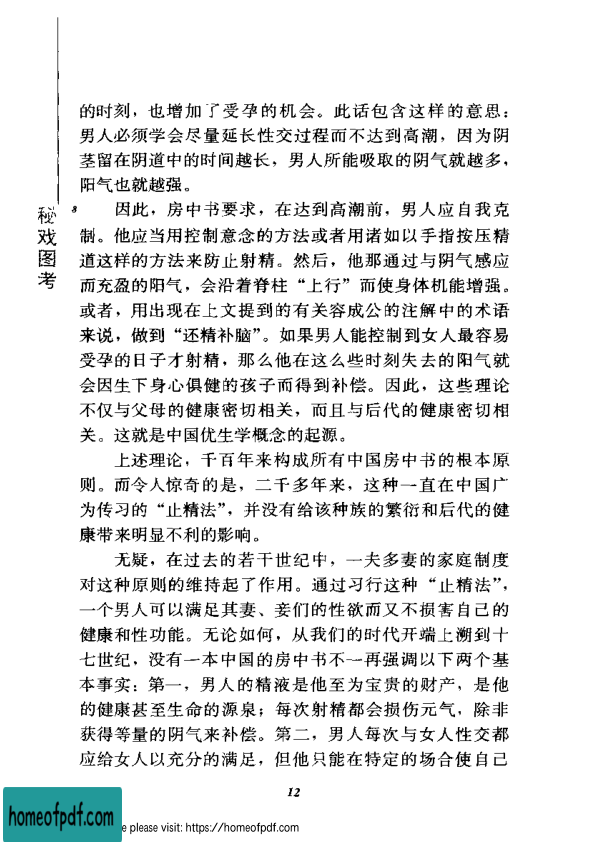 的时刻，也增加了受孕的机会。此话包含这样的意思：
男人必须学会尽量延长性交过程而不达到高潮，因为阴
茎留在阴道中的时间越长，男人所能吸取的阴气就越多，
阳气也就越强。
秘戏图考
8
因此，房中书要求，在达到高潮前，男人应自我克
制。他应当用控制意念的方法或者用诸如以手指按压精
道这样的方法来防止射精。然后，他那通过与阴气感应
而充盈的阳气，会沿着脊柱“上行”而使身体机能增强。
或者，用出现在上文提到的有关容成公的注解中的术语
来说，做到“还精补脑”。如果男人能控制到女人最容易
受孕的日子才射精，那么他在这么些时刻失去的阳气就
会因生下身心俱健的孩子而得到补偿。因此，这些理论
不仅与父母的健康密切相关，而且与后代的健康密切相
关。这就是中国优生学概念的起源。
上述理论，千百年来构成所有中国房中书的根本原
则。而令人惊奇的是，二千多年来，这种一直在中国广
为传习的“止精法”，并没有给该种族的繁衍和后代的健
康带来明显不利的影响。
无疑，在过去的若干世纪中，一夫多妻的家庭制度
对这种原则的维持起了作用。通过习行这种“止精法”，
一个男人可以满足其妻、妾们的性欲而又不损害自己的
健康和性功能。无论如何，从我们的时代开端上溯到十
七世纪，没有一本中国的房中书不一再强调以下两个基
本事实：第一，男人的精液是他至为宝贵的财产，是他
的健康甚至生命的源泉；每次射精都会损伤元气，除非
获得等量的阴气来补偿。第二，男人每次与女人性交都
应给女人以充分的满足，但他只能在特定的场合使自己
12
homeofpdf.com
e please visit: https://homeofpdf.com